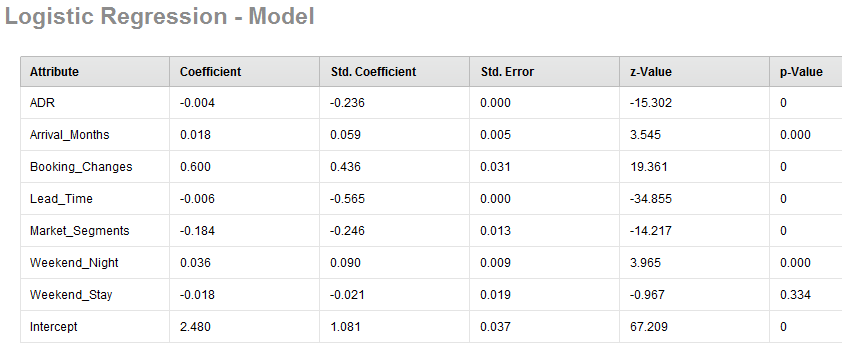 Logistic Regression - Model
Attribute Coefficient Std. Coefficient Std. Error z-Value p-Value
ADR -0.004 -0.236 0.000 -15.302 0
Arrival_Months 0.018 0.059 0.005 3.545 0.000
Booking_Changes 0.600 0.436 0.031 19.361 0
Lead_Time -0.006 -0.565 0.000 -34.855 0
Market_Segments -0.184 -0.246 0.013 -14.217 0
Weekend_Night 0.036 0.090 0.009 3.965 0.000
Weekend_Stay -0.018 -0.021 0.019 -0.967 0.334
Intercept 2.480 1.081 0.037 67.209 0